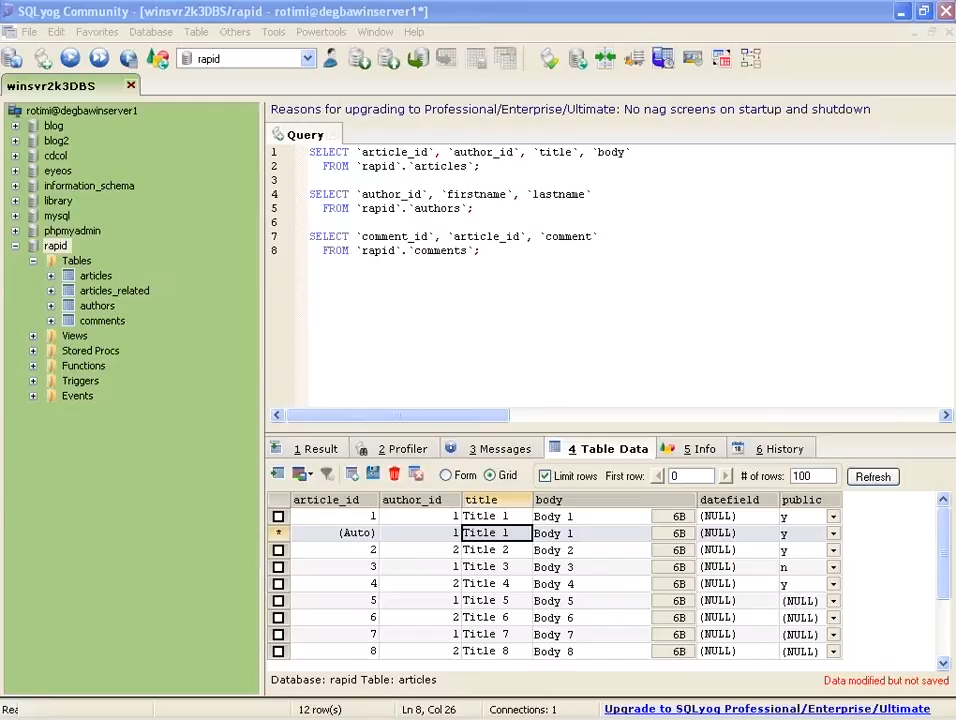 SQLyog Community - [winsvr2k3DBS/rapid - rotimi@degbawinserver1*]
File Edit Favorites Database Table Others Tools Powertools Window Help
rapid
winsvr2k3DBS
rotimi@degbawinserver1
blog
blog2
cdcol
eyeos
information_schema
library
mysql
phpmyadmin
rapid
Tables
articles
articles_related
authors
comments
Views
Stored Procs
Functions
Triggers
Events
Reasons for upgrading to Professional/Enterprise/Ultimate: No nag screens on startup and shutdown
Query
1 SELECT `article_id`, `author_id`, `title`, `body`
2 FROM `rapid`.`articles`;
3
4 SELECT `author_id`, `firstname`, `lastname`
5 FROM `rapid`.`authors`;
6
7 SELECT `comment_id`, `article_id`, `comment`
8 FROM `rapid`.`comments`;
1 Result 2 Profiler 3 Messages 4 Table Data 5 Info 6 History
Form Grid Limit rows First row: 0 # of rows: 100 Refresh
article_id author_id title body datefield public
1 1 Title 1 Body 1 6B (NULL) y
* (Auto) 1 Title 1 Body 1 6B (NULL) y
2 2 Title 2 Body 2 6B (NULL) y
3 1 Title 3 Body 3 6B (NULL) n
4 2 Title 4 Body 4 6B (NULL) y
5 1 Title 5 Body 5 6B (NULL) (NULL)
6 2 Title 6 Body 6 6B (NULL) (NULL)
7 1 Title 7 Body 7 6B (NULL) (NULL)
8 2 Title 8 Body 8 6B (NULL) (NULL)
Database: rapid Table: articles Data modified but not saved
Rea 12 row(s) Ln 8, Col 26 Connections: 1 Upgrade to SQLyog Professional/Enterprise/Ultimate